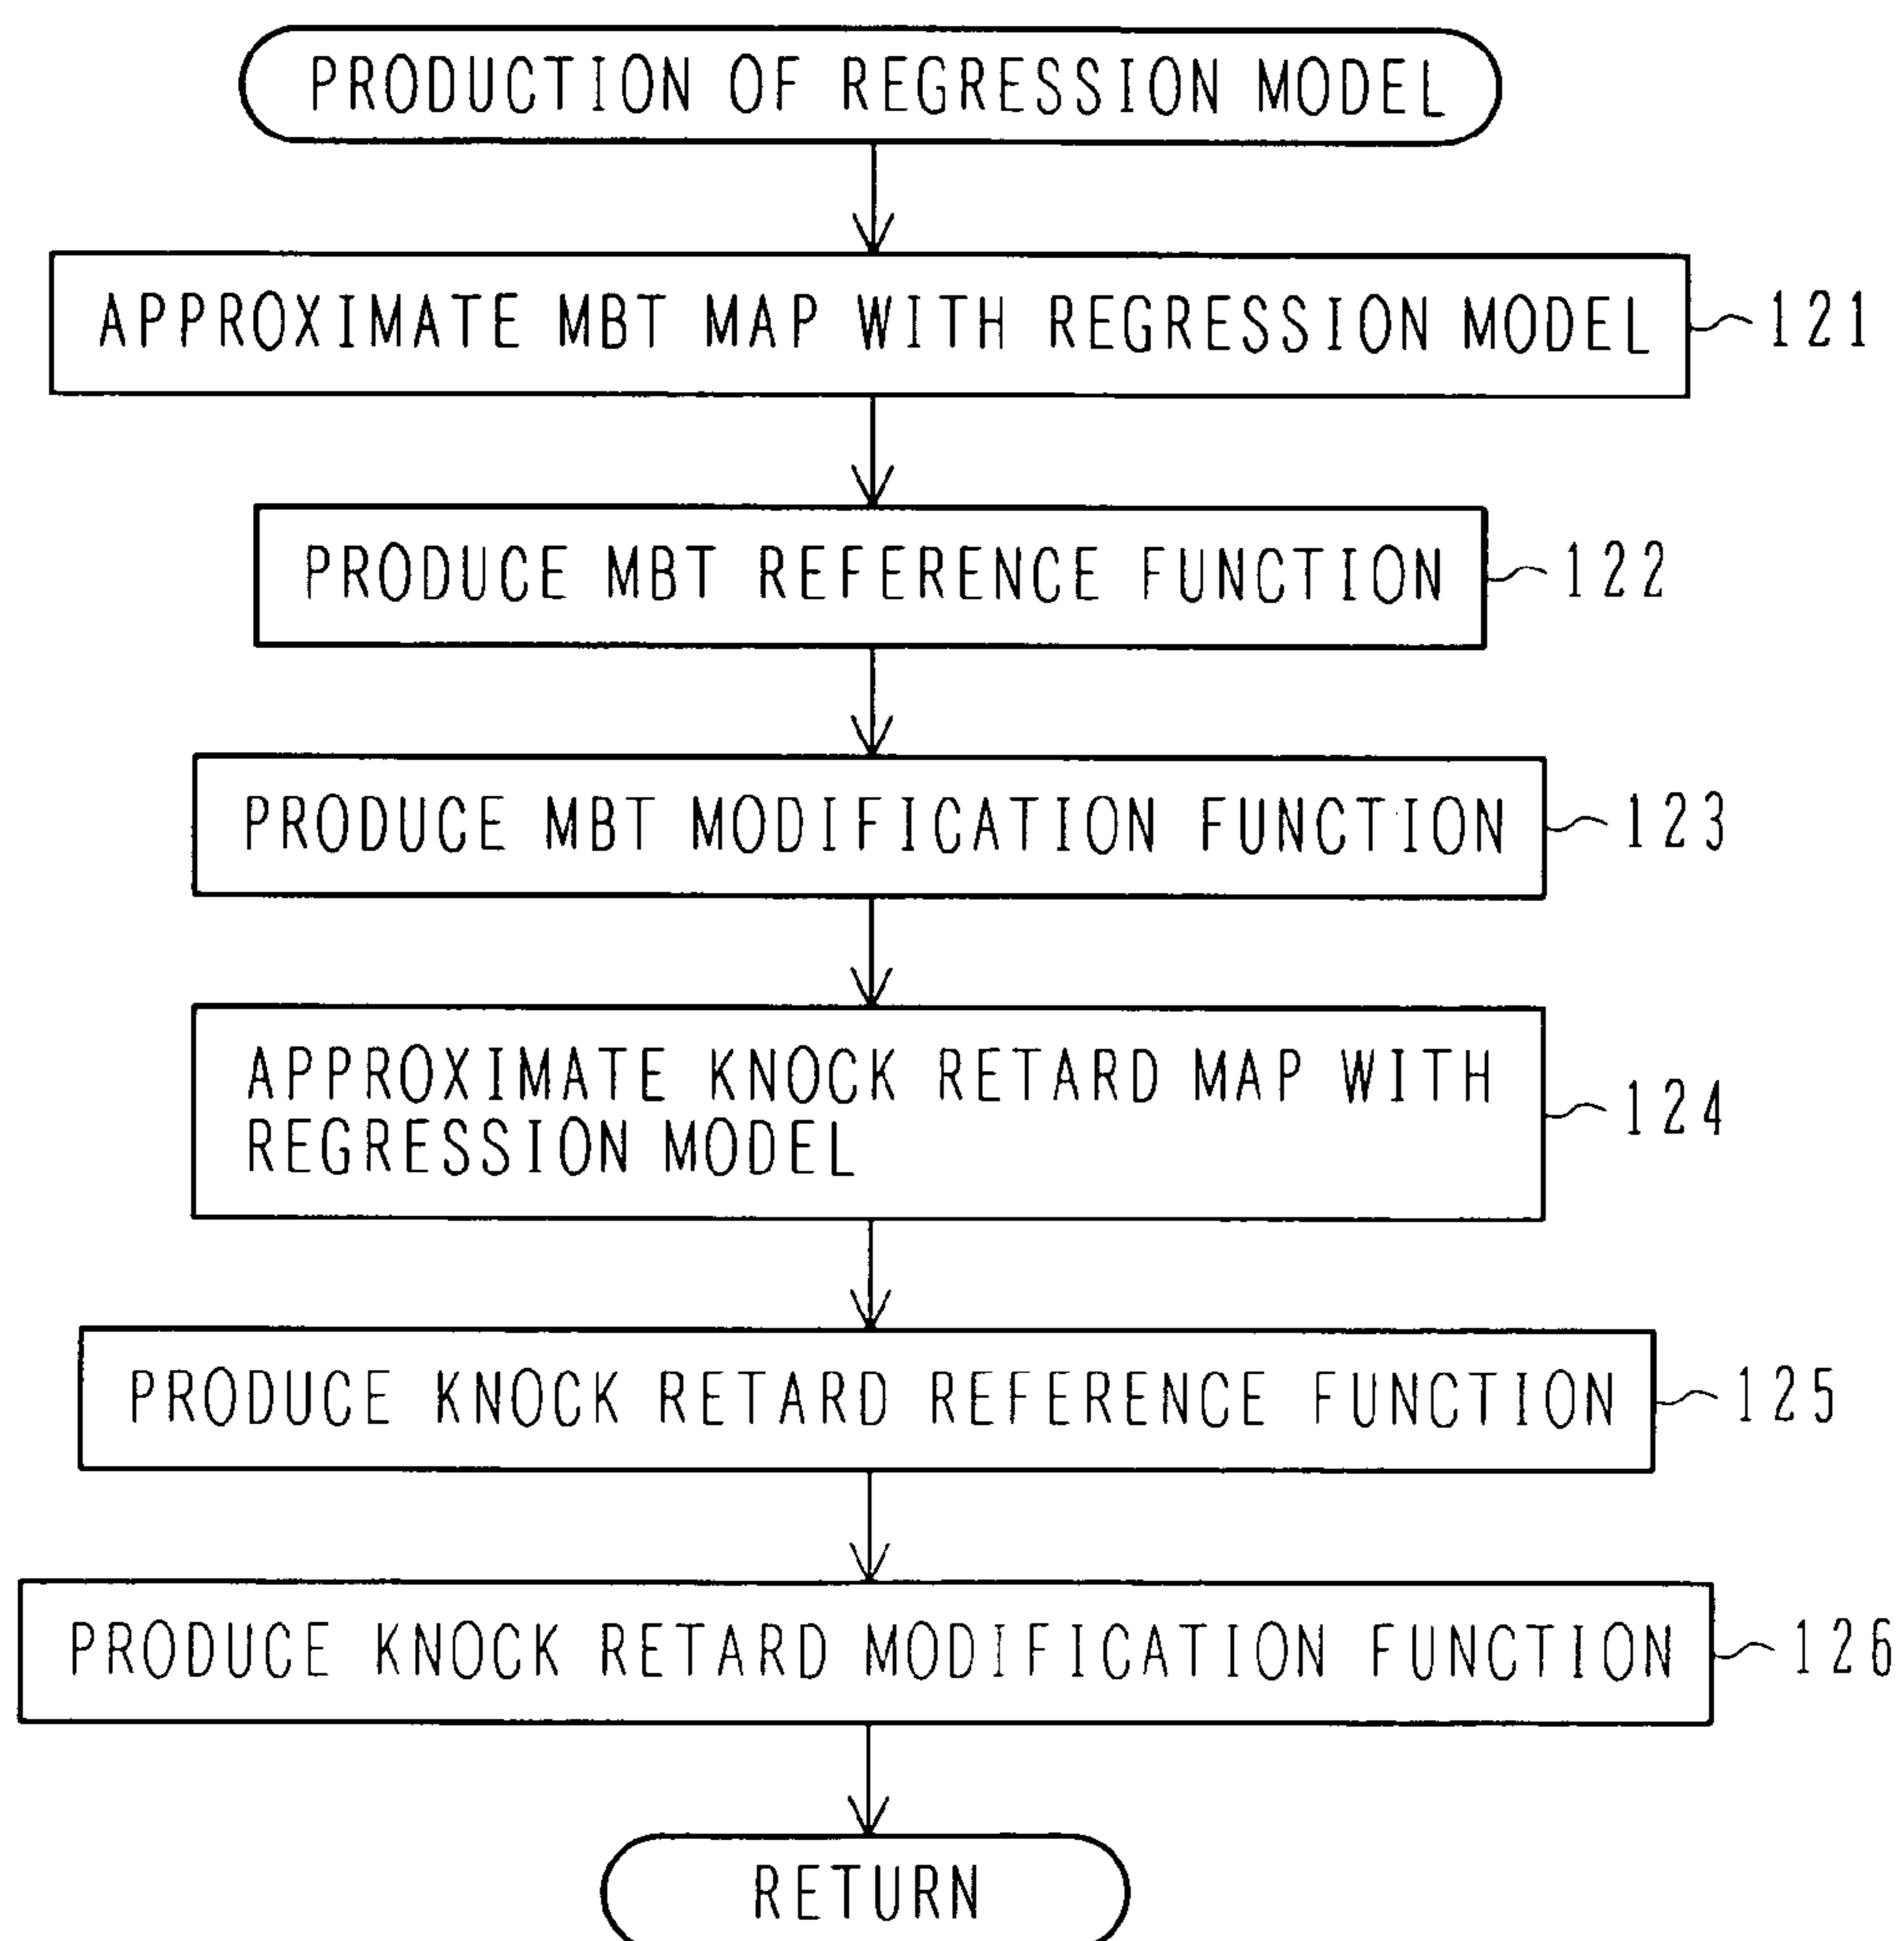 PRODUCTION OF REGRESSION MODEL
APPROXIMATE MBT MAP WITH REGRESSION MODEL
121
PRODUCE MBT REFERENCE FUNCTION
122
PRODUCE MBT MODIFICATION FUNCTION
123
APPROXIMATE KNOCK RETARD MAP WITH
REGRESSION MODEL
124
PRODUCE KNOCK RETARD REFERENCE FUNCTION
125
PRODUCE KNOCK RETARD MODIFICATION FUNCTION
126
RETURN